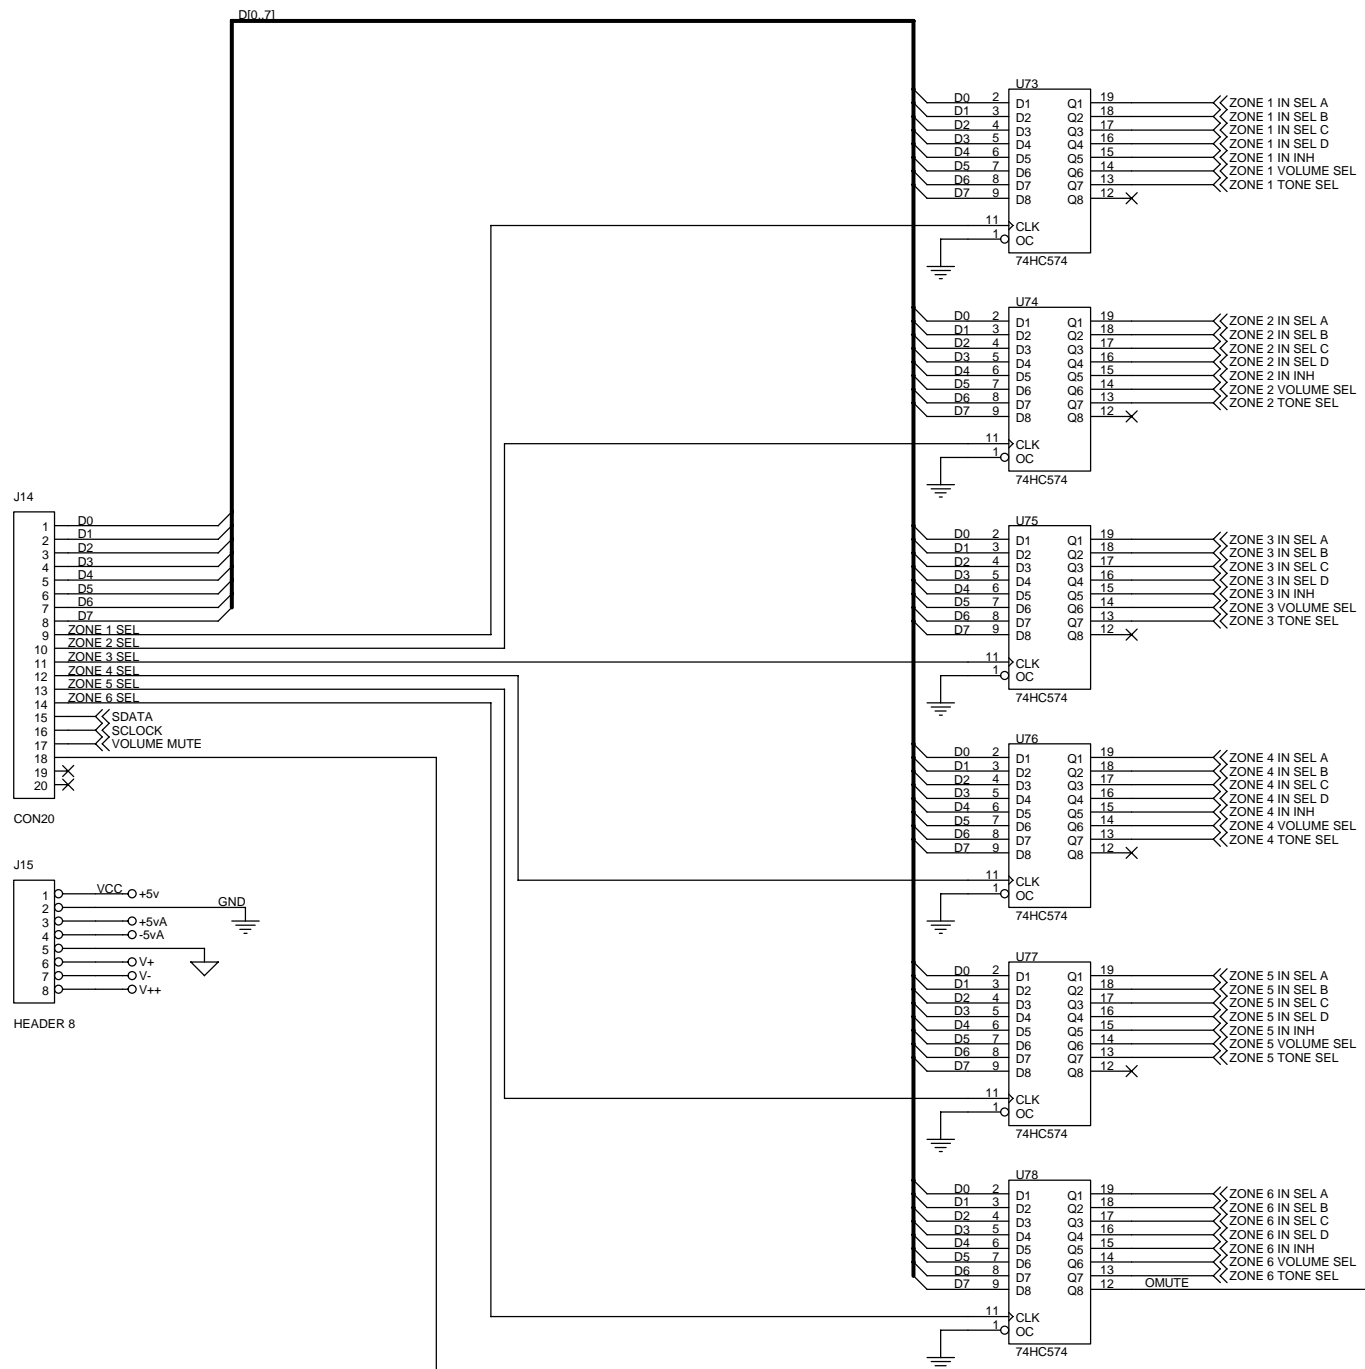 D[0..7]
U73
D0 2 D1 Q1 19 ZONE 1 IN SEL A
D1 3 D2 Q2 18 ZONE 1 IN SEL B
D2 4 D3 Q3 17 ZONE 1 IN SEL C
D3 5 D4 Q4 16 ZONE 1 IN SEL D
D4 6 D5 Q5 15 ZONE 1 IN INH
D5 7 D6 Q6 14 ZONE 1 VOLUME SEL
D6 8 D7 Q7 13 ZONE 1 TONE SEL
D7 9 D8 Q8 12
11 CLK
1 OC
74HC574
U74
D0 2 D1 Q1 19 ZONE 2 IN SEL A
D1 3 D2 Q2 18 ZONE 2 IN SEL B
D2 4 D3 Q3 17 ZONE 2 IN SEL C
D3 5 D4 Q4 16 ZONE 2 IN SEL D
D4 6 D5 Q5 15 ZONE 2 IN INH
D5 7 D6 Q6 14 ZONE 2 VOLUME SEL
D6 8 D7 Q7 13 ZONE 2 TONE SEL
D7 9 D8 Q8 12
11 CLK
1 OC
74HC574
J14
1 D0
2 D1
3 D2
4 D3
5 D4
6 D5
7 D6
8 D7
9 ZONE 1 SEL
10 ZONE 2 SEL
11 ZONE 3 SEL
12 ZONE 4 SEL
13 ZONE 5 SEL
14 ZONE 6 SEL
15 SDATA
16 SCLOCK
17 VOLUME MUTE
18
19
20
CON20
U75
D0 2 D1 Q1 19 ZONE 3 IN SEL A
D1 3 D2 Q2 18 ZONE 3 IN SEL B
D2 4 D3 Q3 17 ZONE 3 IN SEL C
D3 5 D4 Q4 16 ZONE 3 IN SEL D
D4 6 D5 Q5 15 ZONE 3 IN INH
D5 7 D6 Q6 14 ZONE 3 VOLUME SEL
D6 8 D7 Q7 13 ZONE 3 TONE SEL
D7 9 D8 Q8 12
11 CLK
1 OC
74HC574
U76
D0 2 D1 Q1 19 ZONE 4 IN SEL A
D1 3 D2 Q2 18 ZONE 4 IN SEL B
D2 4 D3 Q3 17 ZONE 4 IN SEL C
D3 5 D4 Q4 16 ZONE 4 IN SEL D
D4 6 D5 Q5 15 ZONE 4 IN INH
D5 7 D6 Q6 14 ZONE 4 VOLUME SEL
D6 8 D7 Q7 13 ZONE 4 TONE SEL
D7 9 D8 Q8 12
11 CLK
1 OC
74HC574
J15
1 VCC +5v
2 GND
3 +5vA
4 -5vA
5
6 V+
7 V-
8 V++
HEADER 8
U77
D0 2 D1 Q1 19 ZONE 5 IN SEL A
D1 3 D2 Q2 18 ZONE 5 IN SEL B
D2 4 D3 Q3 17 ZONE 5 IN SEL C
D3 5 D4 Q4 16 ZONE 5 IN SEL D
D4 6 D5 Q5 15 ZONE 5 IN INH
D5 7 D6 Q6 14 ZONE 5 VOLUME SEL
D6 8 D7 Q7 13 ZONE 5 TONE SEL
D7 9 D8 Q8 12
11 CLK
1 OC
74HC574
U78
D0 2 D1 Q1 19 ZONE 6 IN SEL A
D1 3 D2 Q2 18 ZONE 6 IN SEL B
D2 4 D3 Q3 17 ZONE 6 IN SEL C
D3 5 D4 Q4 16 ZONE 6 IN SEL D
D4 6 D5 Q5 15 ZONE 6 IN INH
D5 7 D6 Q6 14 ZONE 6 VOLUME SEL
D6 8 D7 Q7 13 ZONE 6 TONE SEL
D7 9 D8 Q8 12 OMUTE
11 CLK
1 OC
74HC574